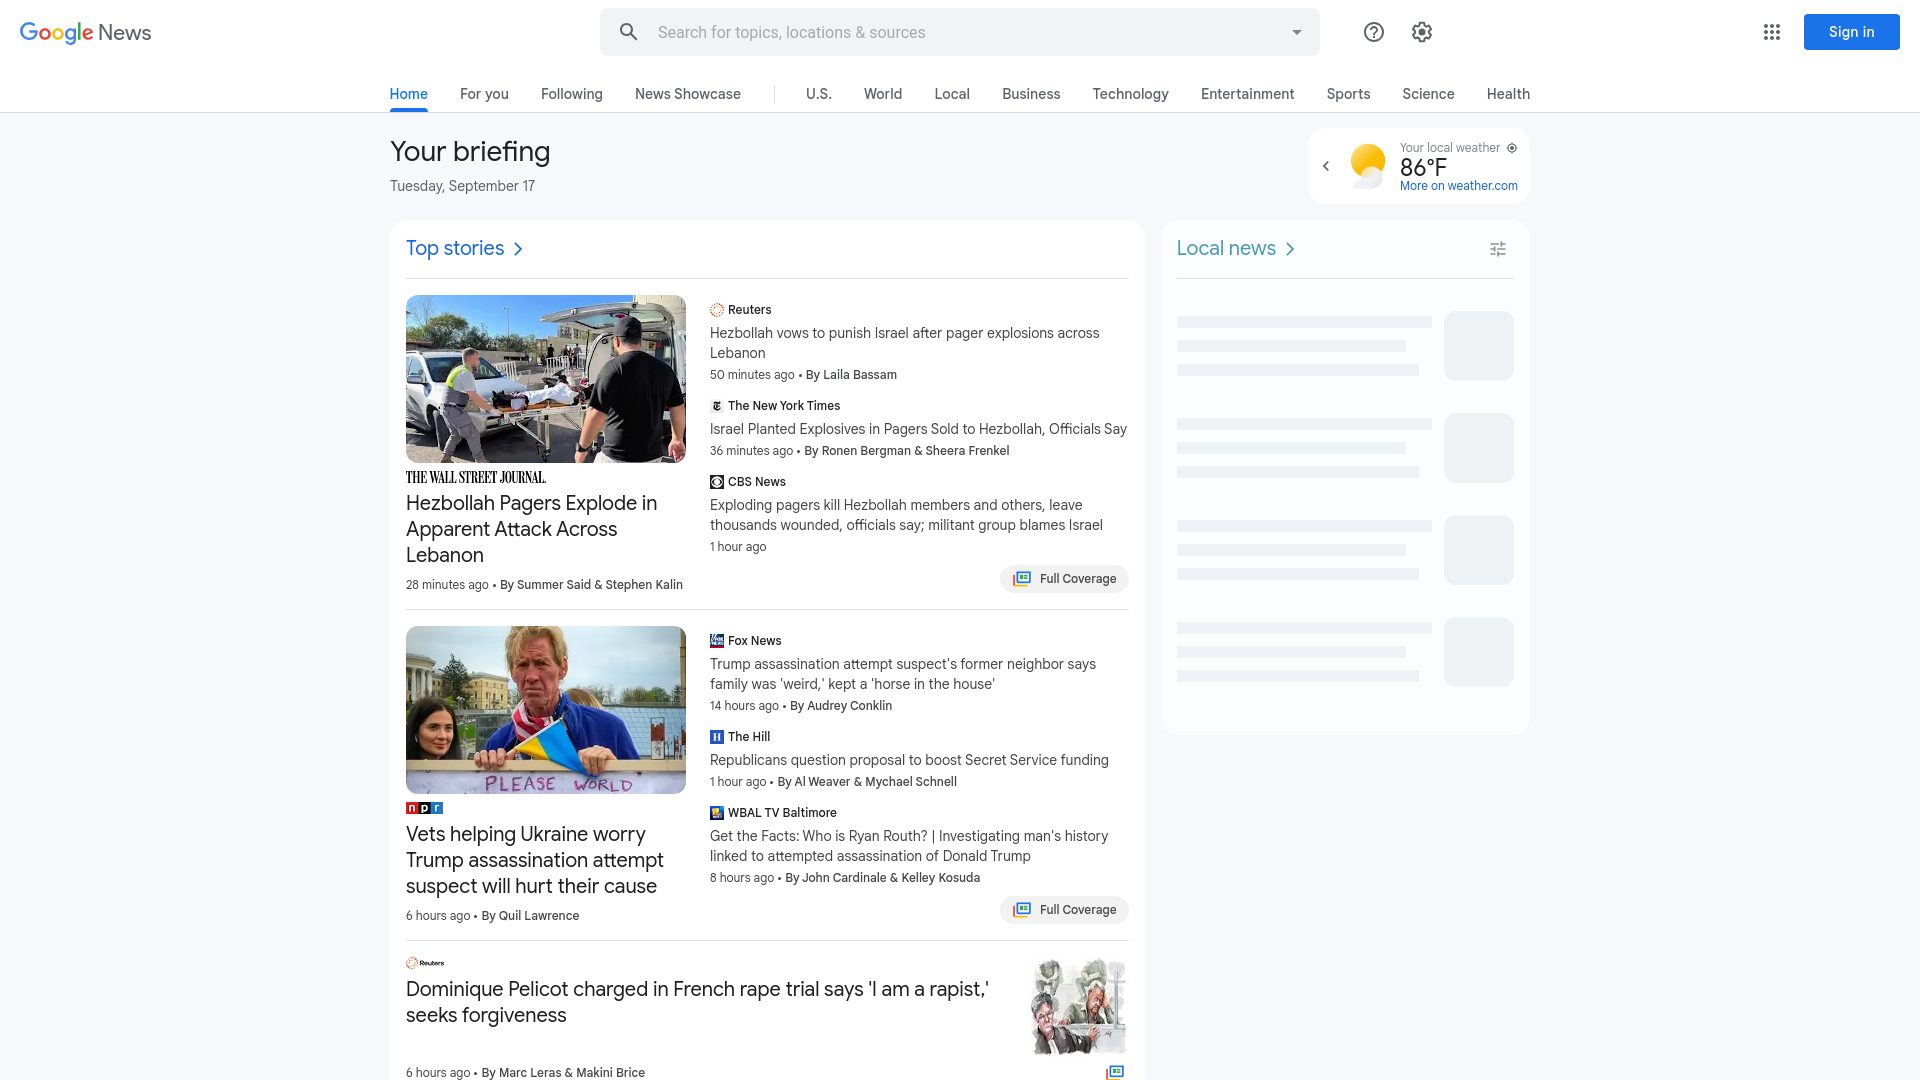 Google News
Search for topics, locations & sources
Sign in
Home
For you
Following
News Showcase
U.S.
World
Local
Business
Technology
Entertainment
Sports
Science
Health
Your briefing
Tuesday, September 17
Your local weather
86°F
More on weather.com
Top stories
THE WALL STREET JOURNAL.
Hezbollah Pagers Explode in
Apparent Attack Across
Lebanon
28 minutes ago • By Summer Said & Stephen Kalin
Reuters
Hezbollah vows to punish Israel after pager explosions across
Lebanon
50 minutes ago • By Laila Bassam
The New York Times
Israel Planted Explosives in Pagers Sold to Hezbollah, Officials Say
36 minutes ago • By Ronen Bergman & Sheera Frenkel
CBS News
Exploding pagers kill Hezbollah members and others, leave
thousands wounded, officials say; militant group blames Israel
1 hour ago
Full Coverage
PLEASE WORLD
npr
Vets helping Ukraine worry
Trump assassination attempt
suspect will hurt their cause
6 hours ago • By Quil Lawrence
Fox News
Trump assassination attempt suspect's former neighbor says
family was 'weird,' kept a 'horse in the house'
14 hours ago • By Audrey Conklin
H The Hill
Republicans question proposal to boost Secret Service funding
1 hour ago • By Al Weaver & Mychael Schnell
WBAL TV Baltimore
Get the Facts: Who is Ryan Routh? | Investigating man's history
linked to attempted assassination of Donald Trump
8 hours ago • By John Cardinale & Kelley Kosuda
Full Coverage
Reuters
Dominique Pelicot charged in French rape trial says 'I am a rapist,'
seeks forgiveness
6 hours ago • By Marc Leras & Makini Brice
Local news